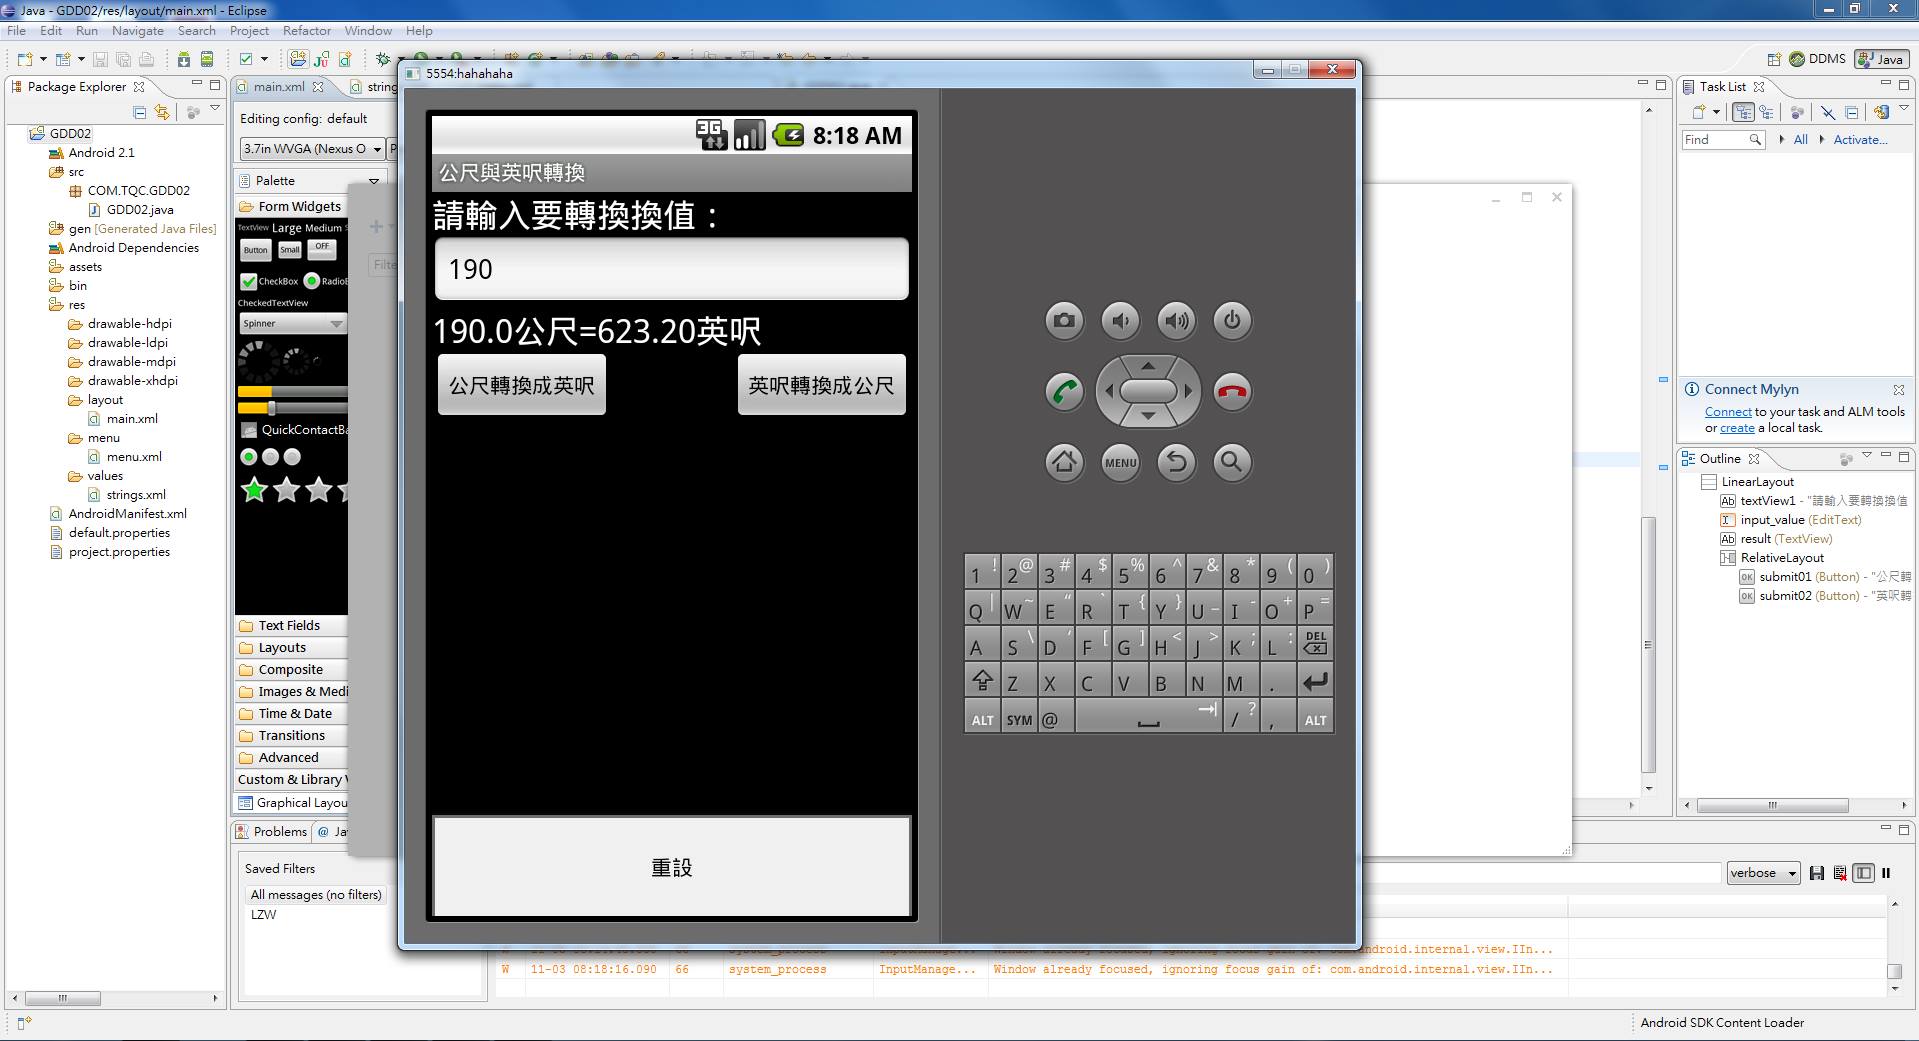 Java - GDD02/res/layout/main.xml - Eclipse
File Edit Run Navigate Search Project Refactor Window Help
DDMS Java
Package Explorer
GDD02
Android 2.1
src
COM.TQC.GDD02
GDD02.java
gen [Generated Java Files]
Android Dependencies
assets
bin
res
drawable-hdpi
drawable-ldpi
drawable-mdpi
drawable-xhdpi
layout
main.xml
menu
menu.xml
values
strings.xml
AndroidManifest.xml
default.properties
project.properties
main.xml
string
Editing config: default
3.7in WVGA (Nexus O
Palette
Form Widgets
TextView Large Medium S
Button Small OFF
CheckBox RadioB
CheckedTextView
Spinner
QuickContactBa
Text Fields
Layouts
Composite
Images & Medi
Time & Date
Transitions
Advanced
Custom & Library V
Graphical Layou
Filte
5554:hahahaha
3G 8:18 AM
公尺與英呎轉換
請輸入要轉換換值：
190
190.0公尺=623.20英呎
公尺轉換成英呎 英呎轉換成公尺
重設
MENU
1 ! 2 @ 3 # 4 $ 5 % 6 ^ 7 & 8 * 9 ( 0 )
Q | W ~ E “ R ` T { Y } U _ I - O + P =
A S \ D ‘ F [ G ] H < J > K ; L : DEL
Z X C V B N M .
ALT SYM @ / ? , ALT
Task List
Find All Activate...
Connect Mylyn
Connect to your task and ALM tools
or create a local task.
Outline
LinearLayout
Ab textView1 - "請輸入要轉換換值
input_value (EditText)
Ab result (TextView)
RelativeLayout
OK submit01 (Button) - "公尺轉
OK submit02 (Button) - "英呎轉
Problems @ Ja
Saved Filters
All messages (no filters)
LZW
verbose
W 11-03 08:18:16.090 66 system_process InputManage... Window already focused, ignoring focus gain of: com.android.internal.view.IIn...
Android SDK Content Loader